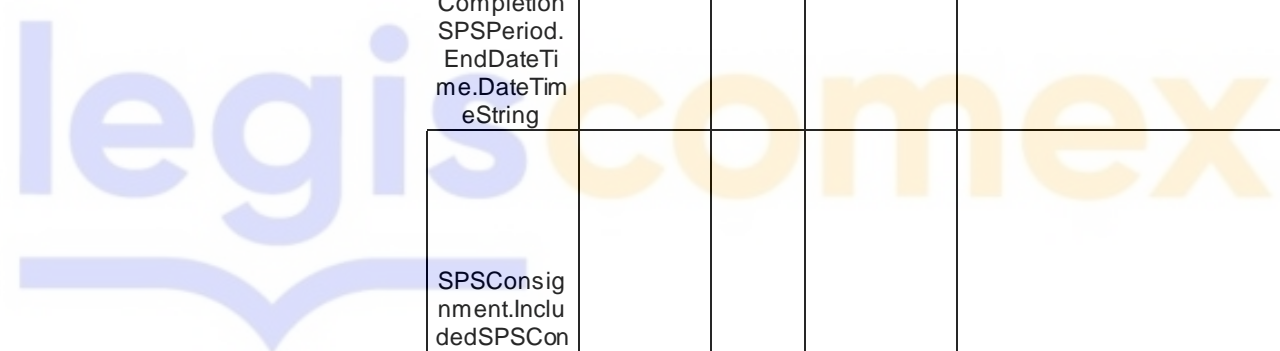 Completion
SPSPeriod.
EndDateTi
me.DateTim
eString
legiscomex
SPSConsig
nment.Inclu
dedSPSCon